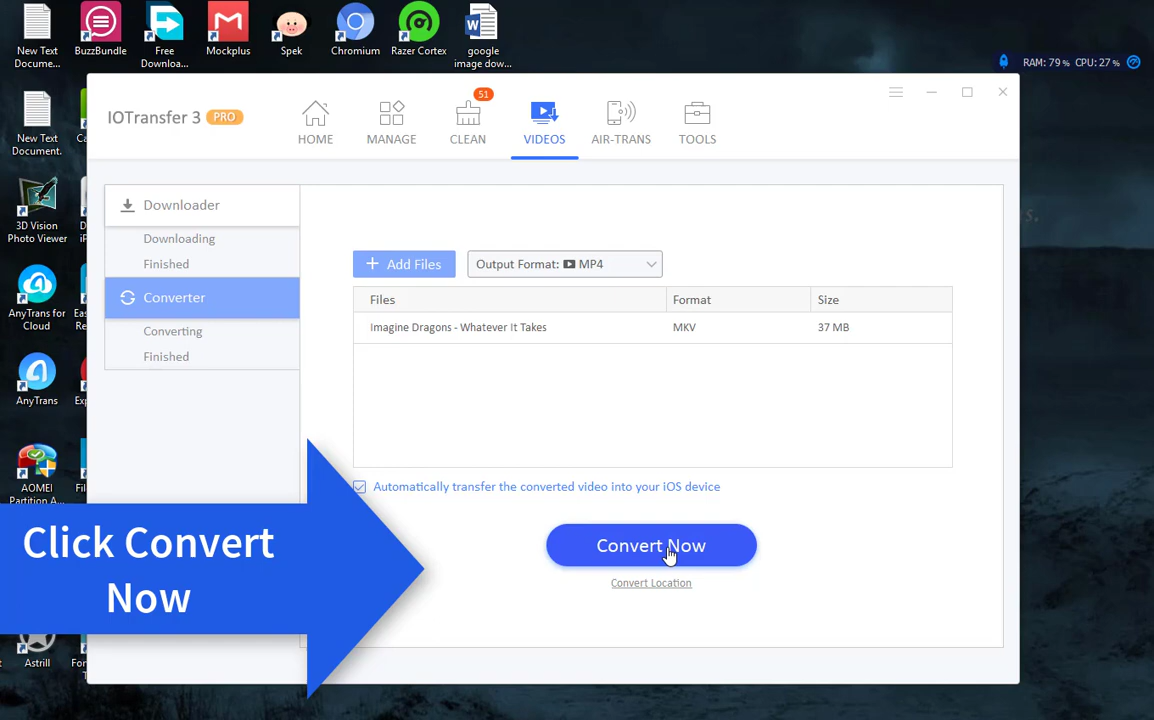 New Text
Docume...
BuzzBundle
Free
Downloa...
Mockplus
Spek
Chromium
Razer Cortex
google
image dow...
RAM: 79 % CPU: 27 %
New Text
Document.
3D Vision
Photo Viewer
AnyTrans for
Cloud
AnyTrans
AOMEI
Partition A...
Astrill
IOTransfer 3 PRO
HOME
MANAGE
51
CLEAN
VIDEOS
AIR-TRANS
TOOLS
Downloader
Downloading
Finished
Converter
Converting
Finished
+ Add Files
Output Format: MP4
Files Format Size
Imagine Dragons - Whatever It Takes MKV 37 MB
Automatically transfer the converted video into your iOS device
Convert Now
Convert Location
Click Convert
Now